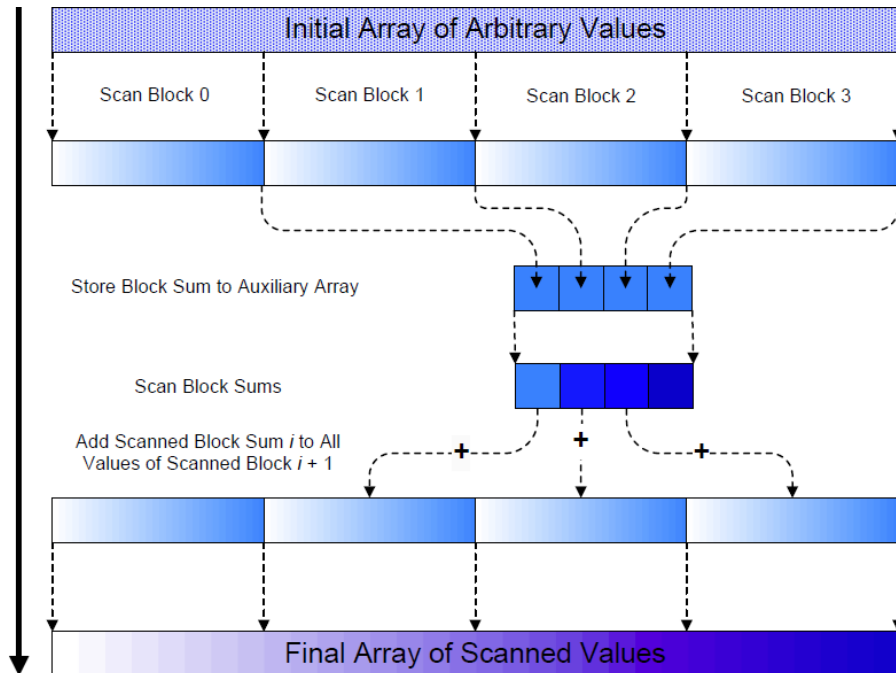 Initial Array of Arbitrary Values
Scan Block 0
Scan Block 1
Scan Block 2
Scan Block 3
Store Block Sum to Auxiliary Array
Scan Block Sums
Add Scanned Block Sum i to All
Values of Scanned Block i + 1
+
+
+
Final Array of Scanned Values